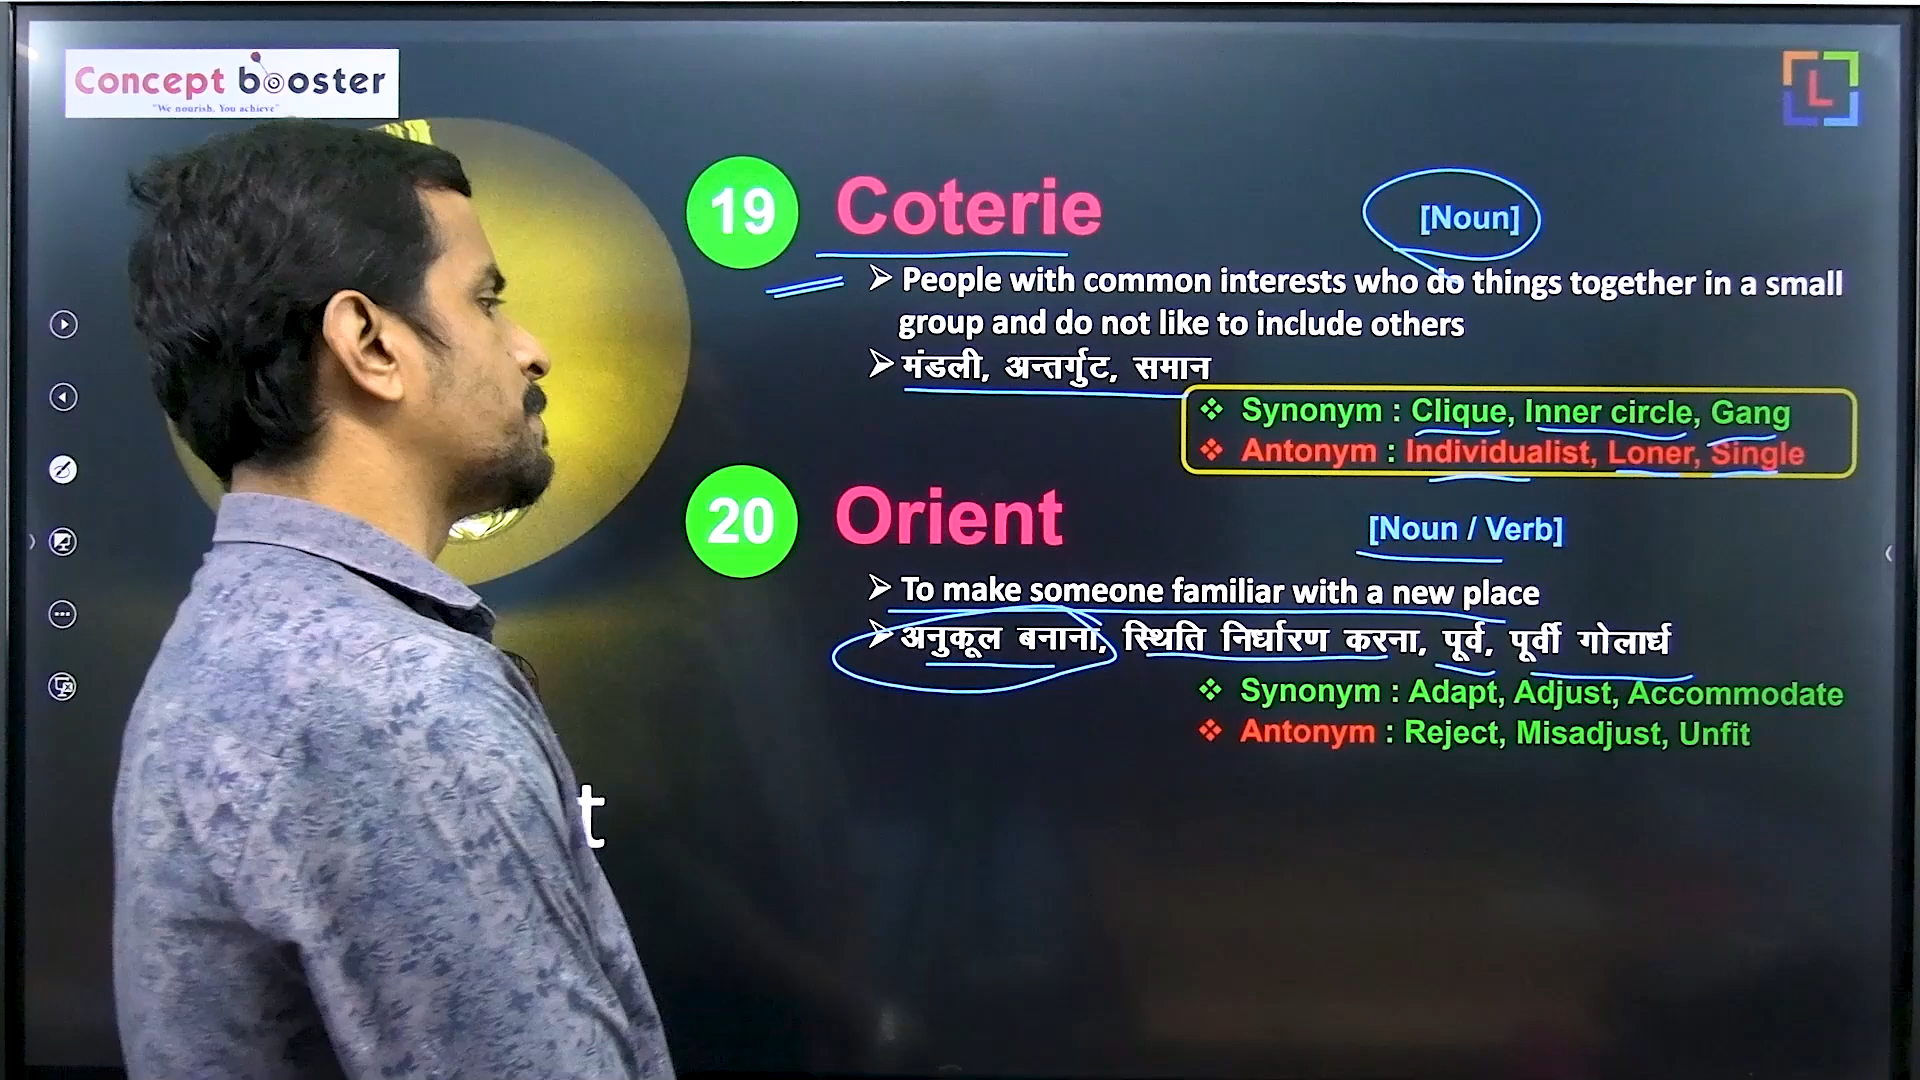 Concept booster
"We nourish, You achieve"
L
19 Coterie [Noun]
People with common interests who do things together in a small
group and do not like to include others
मंडली, अन्तर्गुट, समान
Synonym : Clique, Inner circle, Gang
Antonym : Individualist, Loner, Single
20 Orient [Noun / Verb]
To make someone familiar with a new place
अनुकूल बनाना, स्थिति निर्धारण करना, पूर्व, पूर्वी गोलार्ध
Synonym : Adapt, Adjust, Accommodate
Antonym : Reject, Misadjust, Unfit